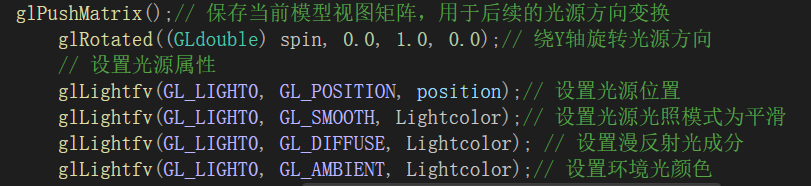 glPushMatrix();// 保存当前模型视图矩阵，用于后续的光源方向变换
glRotated((GLdouble) spin, 0.0, 1.0, 0.0);// 绕Y轴旋转光源方向
// 设置光源属性
glLightfv(GL_LIGHT0, GL_POSITION, position);// 设置光源位置
glLightfv(GL_LIGHT0, GL_SMOOTH, Lightcolor);// 设置光源光照模式为平滑
glLightfv(GL_LIGHT0, GL_DIFFUSE, Lightcolor); // 设置漫反射光成分
glLightfv(GL_LIGHT0, GL_AMBIENT, Lightcolor);// 设置环境光颜色